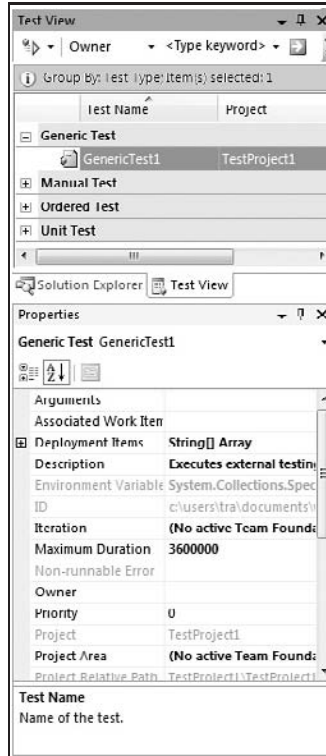 Test View
Owner <Type keyword>
Group By: Test Type; Item(s) selected: 1
Test Name Project
Generic Test
GenericTest1 TestProject1
Manual Test
Ordered Test
Unit Test
Solution Explorer Test View
Properties
Generic Test GenericTest1
Arguments
Associated Work Item
Deployment Items String[] Array
Description Executes external testing
Environment Variable System.Collections.Spec
ID c:\users\tra\documents\
Iteration (No active Team Founda
Maximum Duration 3600000
Non-runnable Error
Owner
Priority 0
Project TestProject1
Project Area (No active Team Founda
Project Relative Path TestProject1\TestProject1
Test Name
Name of the test.